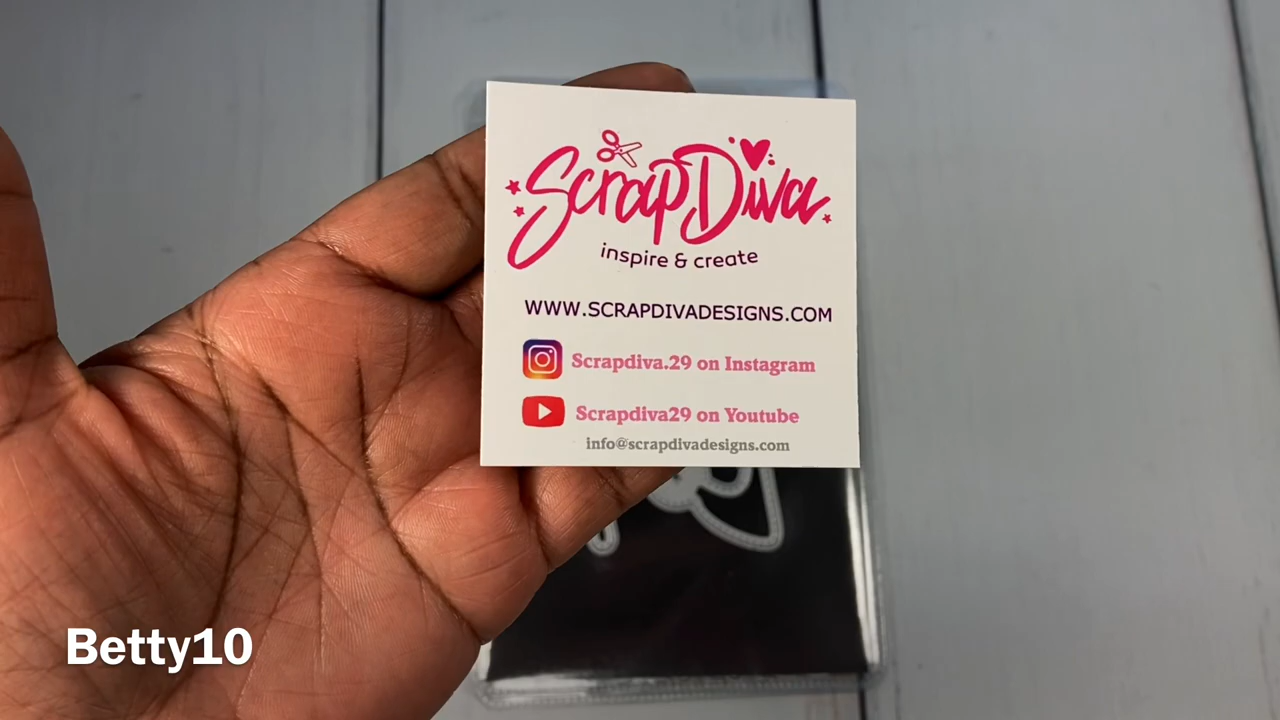 ScrapDiva
inspire & create
WWW.SCRAPDIVADESIGNS.COM
Scrapdiva.29 on Instagram
Scrapdiva29 on Youtube
info@scrapdivadesigns.com
Betty10